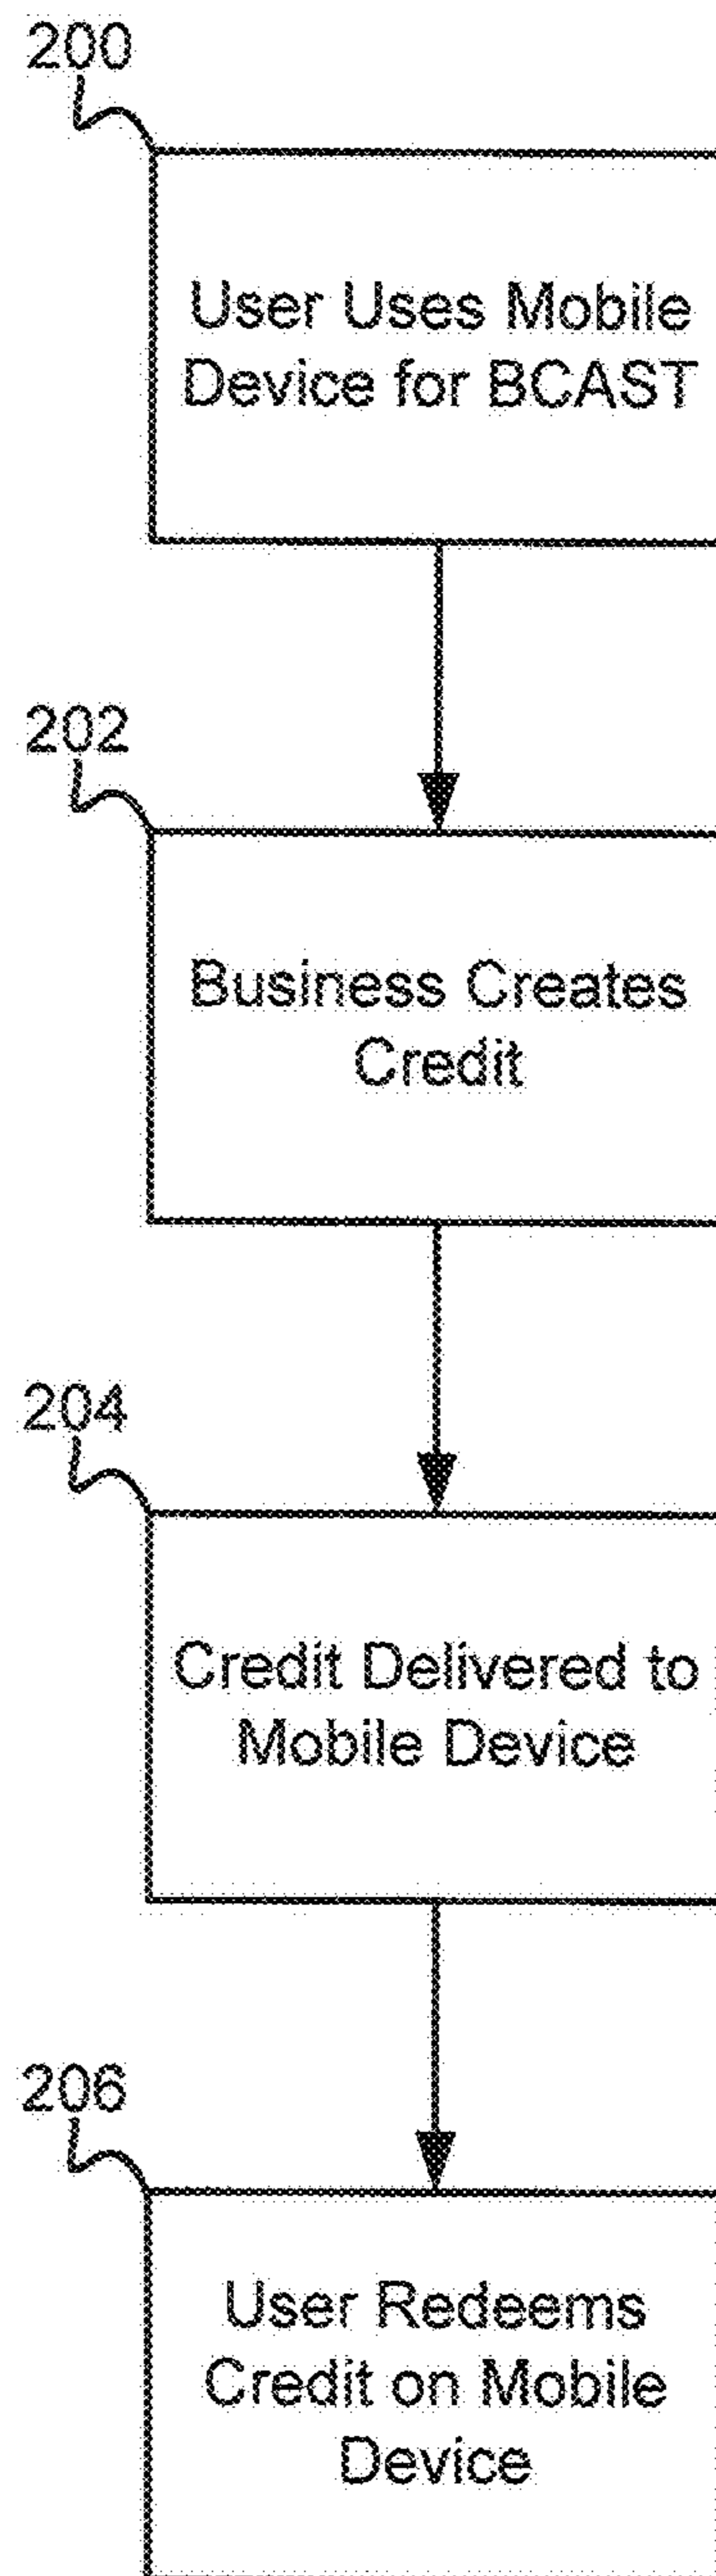 200
User Uses Mobile
Device for BCAST
202
Business Creates
Credit
204
Credit Delivered to
Mobile Device
206
User Redeems
Credit on Mobile
Device